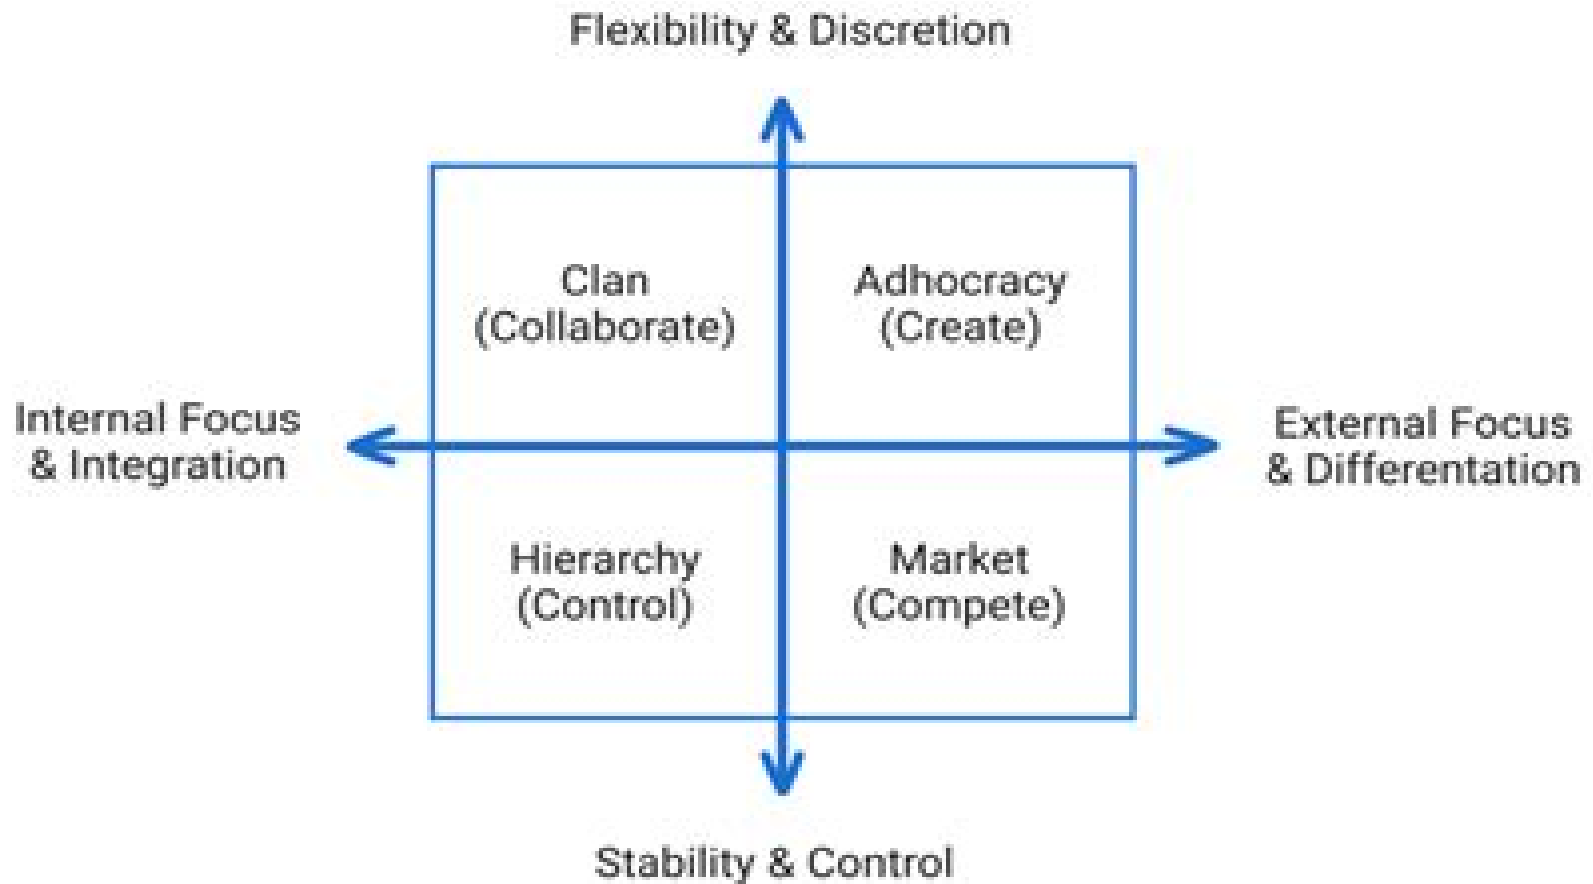 Flexibility & Discretion
Clan
(Collaborate)
Adhocracy
(Create)
Internal Focus
& Integration
External Focus
& Differentation
Hierarchy
(Control)
Market
(Compete)
Stability & Control